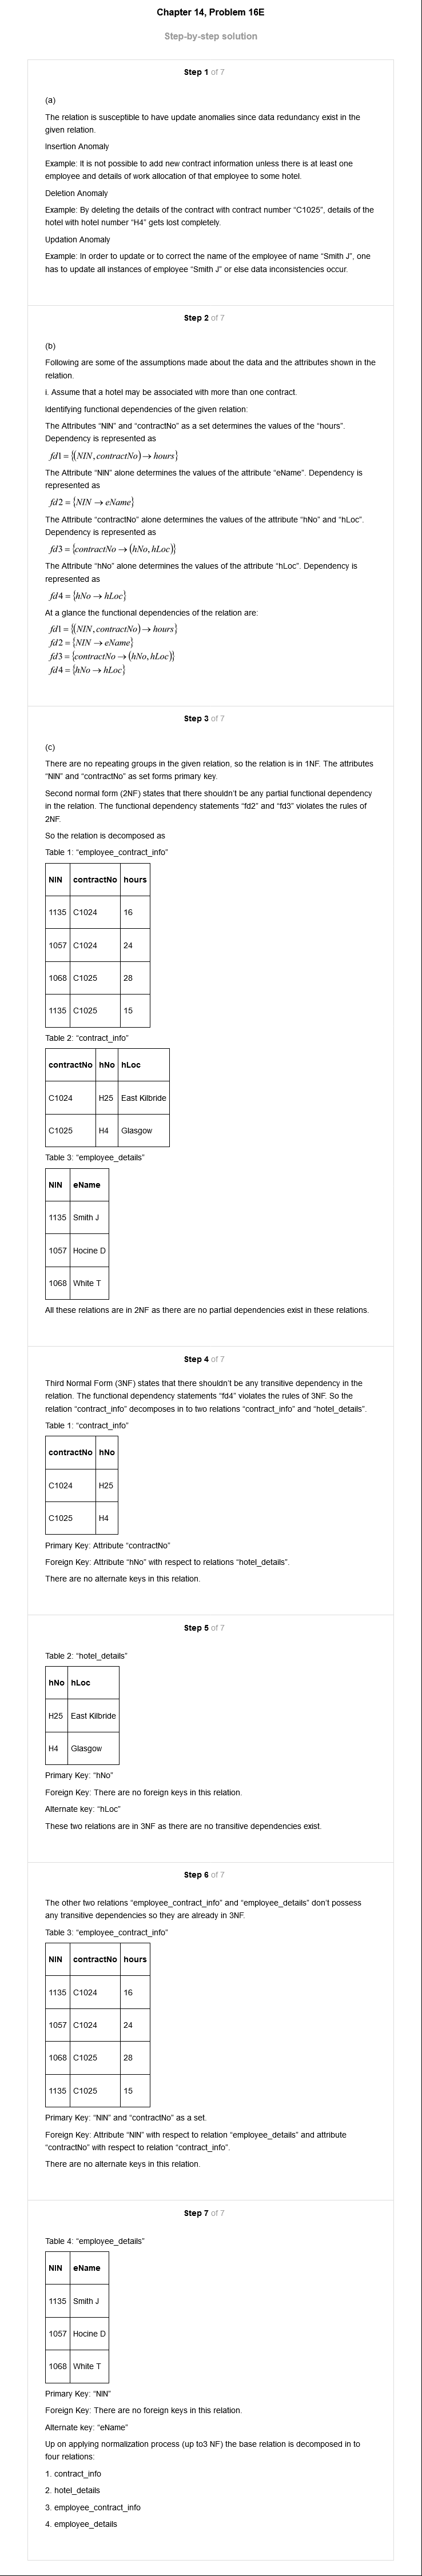 Chapter 14, Problem 16E
Step-by-step solution
Step 1 of 7
(a)
The relation is susceptible to have update anomalies since data redundancy exist in the
given relation.
Insertion Anomaly
Example: It is not possible to add new contract information unless there is at least one
employee and details of work allocation of that employee to some hotel.
Deletion Anomaly
Example: By deleting the details of the contract with contract number “C1025”, details of the
hotel with hotel number “H4” gets lost completely.
Updation Anomaly
Example: In order to update or to correct the name of the employee of name “Smith J”, one
has to update all instances of employee “Smith J” or else data inconsistencies occur.
Step 2 of 7
(b)
Following are some of the assumptions made about the data and the attributes shown in the
relation.
i. Assume that a hotel may be associated with more than one contract.
Identifying functional dependencies of the given relation:
The Attributes “NIN” and “contractNo” as a set determines the values of the “hours”.
Dependency is represented as
fd1 = {(NIN, contractNo) → hours}
The Attribute “NIN” alone determines the values of the attribute “eName”. Dependency is
represented as
fd2 = {NIN → eName}
The Attribute “contractNo” alone determines the values of the attribute “hNo” and “hLoc”.
Dependency is represented as
fd3 = {contractNo → (hNo, hLoc)}
The Attribute “hNo” alone determines the values of the attribute “hLoc”. Dependency is
represented as
fd4 = {hNo → hLoc}
At a glance the functional dependencies of the relation are:
fd1 = {(NIN, contractNo) → hours}
fd2 = {NIN → eName}
fd3 = {contractNo → (hNo, hLoc)}
fd4 = {hNo → hLoc}
Step 3 of 7
(c)
There are no repeating groups in the given relation, so the relation is in 1NF. The attributes
“NIN” and “contractNo” as set forms primary key.
Second normal form (2NF) states that there shouldn’t be any partial functional dependency
in the relation. The functional dependency statements “fd2” and “fd3” violates the rules of
2NF.
So the relation is decomposed as
Table 1: “employee_contract_info”
NIN contractNo hours
1135 C1024 16
1057 C1024 24
1068 C1025 28
1135 C1025 15
Table 2: “contract_info”
contractNo hNo hLoc
C1024 H25 East Kilbride
C1025 H4 Glasgow
Table 3: “employee_details”
NIN eName
1135 Smith J
1057 Hocine D
1068 White T
All these relations are in 2NF as there are no partial dependencies exist in these relations.
Step 4 of 7
Third Normal Form (3NF) states that there shouldn’t be any transitive dependency in the
relation. The functional dependency statements “fd4” violates the rules of 3NF. So the
relation “contract_info” decomposes in to two relations “contract_info” and “hotel_details”.
Table 1: “contract_info”
contractNo hNo
C1024 H25
C1025 H4
Primary Key: Attribute “contractNo”
Foreign Key: Attribute “hNo” with respect to relations “hotel_details”.
There are no alternate keys in this relation.
Step 5 of 7
Table 2: “hotel_details”
hNo hLoc
H25 East Kilbride
H4 Glasgow
Primary Key: “hNo”
Foreign Key: There are no foreign keys in this relation.
Alternate key: “hLoc”
These two relations are in 3NF as there are no transitive dependencies exist.
Step 6 of 7
The other two relations “employee_contract_info” and “employee_details” don’t possess
any transitive dependencies so they are already in 3NF.
Table 3: “employee_contract_info”
NIN contractNo hours
1135 C1024 16
1057 C1024 24
1068 C1025 28
1135 C1025 15
Primary Key: “NIN” and “contractNo” as a set.
Foreign Key: Attribute “NIN” with respect to relation “employee_details” and attribute
“contractNo” with respect to relation “contract_info”.
There are no alternate keys in this relation.
Step 7 of 7
Table 4: “employee_details”
NIN eName
1135 Smith J
1057 Hocine D
1068 White T
Primary Key: “NIN”
Foreign Key: There are no foreign keys in this relation.
Alternate key: “eName”
Up on applying normalization process (up to3 NF) the base relation is decomposed in to
four relations:
1. contract_info
2. hotel_details
3. employee_contract_info
4. employee_details